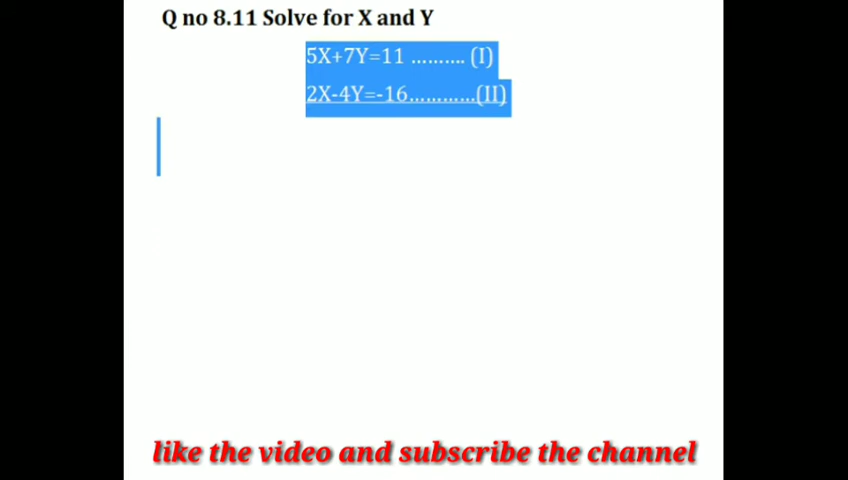 Q no 8.11 Solve for X and Y
5X+7Y=11 ………. (I)
2X-4Y=-16…………(II)
like the video and subscribe the channel